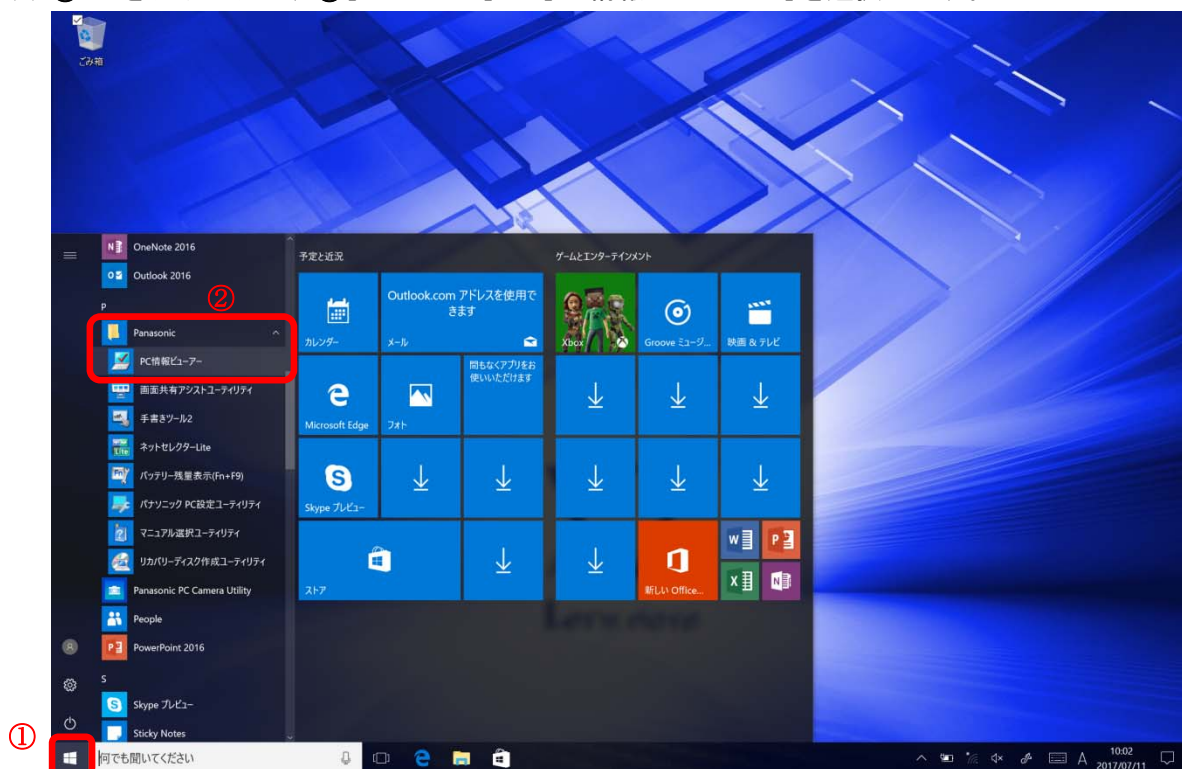 ごみ箱
OneNote 2016
Outlook 2016
P
②
Panasonic
PC情報ビューアー
画面共有アシストユーティリティ
手書きツール2
ネットセレクターLite
バッテリー残量表示(Fn+F9)
パナソニック PC設定ユーティリティ
マニュアル選択ユーティリティ
リカバリーディスク作成ユーティリティ
Panasonic PC Camera Utility
People
PowerPoint 2016
S
Skype プレビュー
Sticky Notes
予定と近況
カレンダー
Outlook.com アドレスを使用で
きます
メール
Microsoft Edge
フォト
間もなくアプリをお
使いいただけます
Skype プレビュー
ストア
ゲームとエンターテインメント
Xbox
Groove ミュージ...
映画 & テレビ
新しい Office...
①
何でも聞いてください
A
10:02
2017/07/11